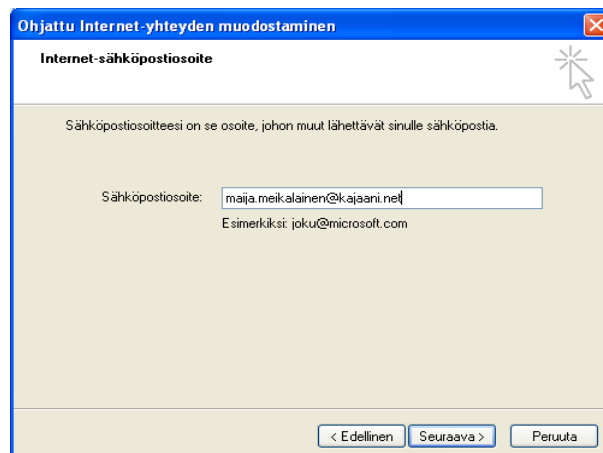 Ohjattu Internet-yhteyden muodostaminen
Internet-sähköpostiosoite
Sähköpostiosoitteesi on se osoite, johon muut lähettävät sinulle sähköpostia.
Sähköpostiosoite: maija.meikalainen@kajaani.net
Esimerkiksi: joku@microsoft.com
< Edellinen Seuraava > Peruuta